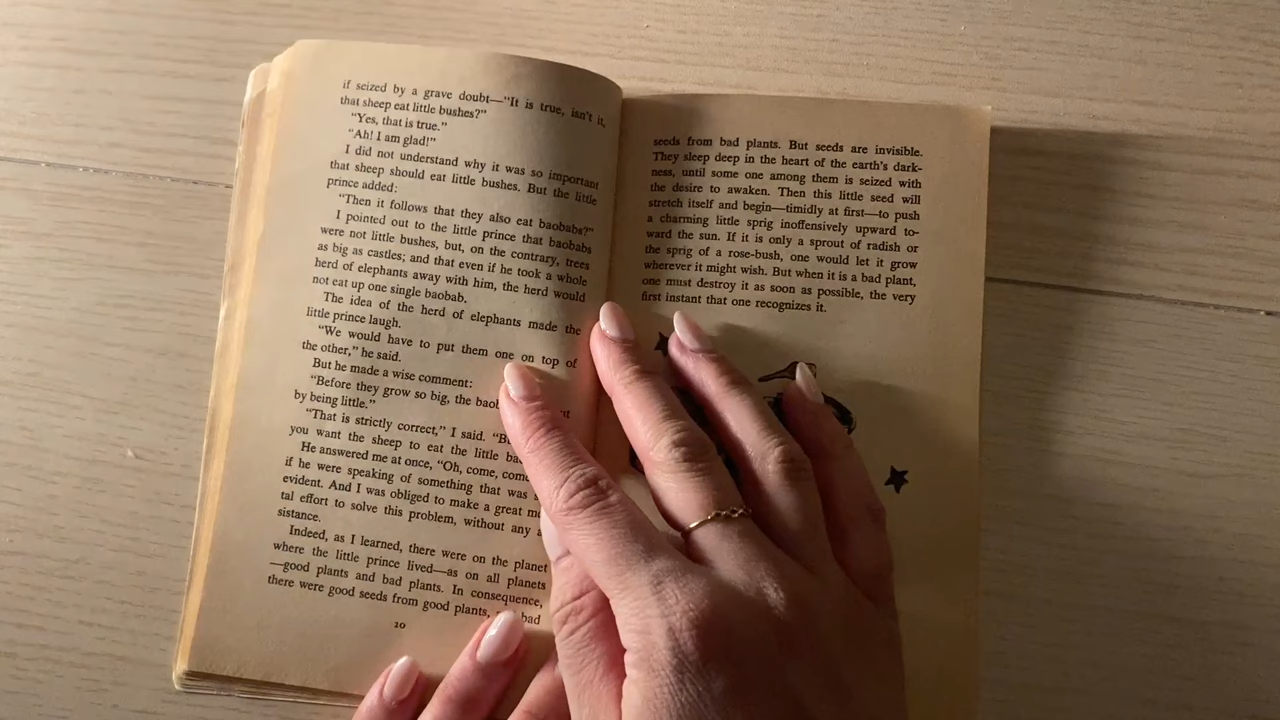 if seized by a grave doubt—“It is true, isn’t it,
that sheep eat little bushes?”
“Yes, that is true.”
“Ah! I am glad!”
I did not understand why it was so important
that sheep should eat little bushes. But the little
prince added:
“Then it follows that they also eat baobabs?”
I pointed out to the little prince that baobabs
were not little bushes, but, on the contrary, trees
as big as castles; and that even if he took a whole
herd of elephants away with him, the herd would
not eat up one single baobab.
The idea of the herd of elephants made the
little prince laugh.
“We would have to put them one on top of
the other,” he said.
But he made a wise comment:
“Before they grow so big, the
by being little.”
“That is strictly correct,” I said.
you want the sheep to eat the little
He answered me at once, “Oh, come,
if he were speaking of something that was
evident. And I was obliged to make a great
tal effort to solve this problem, without any
sistance.
Indeed, as I learned, there were on the planet
where the little prince lived—as on all planets
—good plants and bad plants. In consequence,
there were good seeds from good plants, bad
20
seeds from bad plants. But seeds are invisible.
They sleep deep in the heart of the earth’s dark-
ness, until some one among them is seized with
the desire to awaken. Then this little seed will
stretch itself and begin—timidly at first—to push
a charming little sprig inoffensively upward to-
ward the sun. If it is only a sprout of radish or
the sprig of a rose-bush, one would let it grow
wherever it might wish. But when it is a bad plant,
one must destroy it as soon as possible, the very
first instant that one recognizes it.